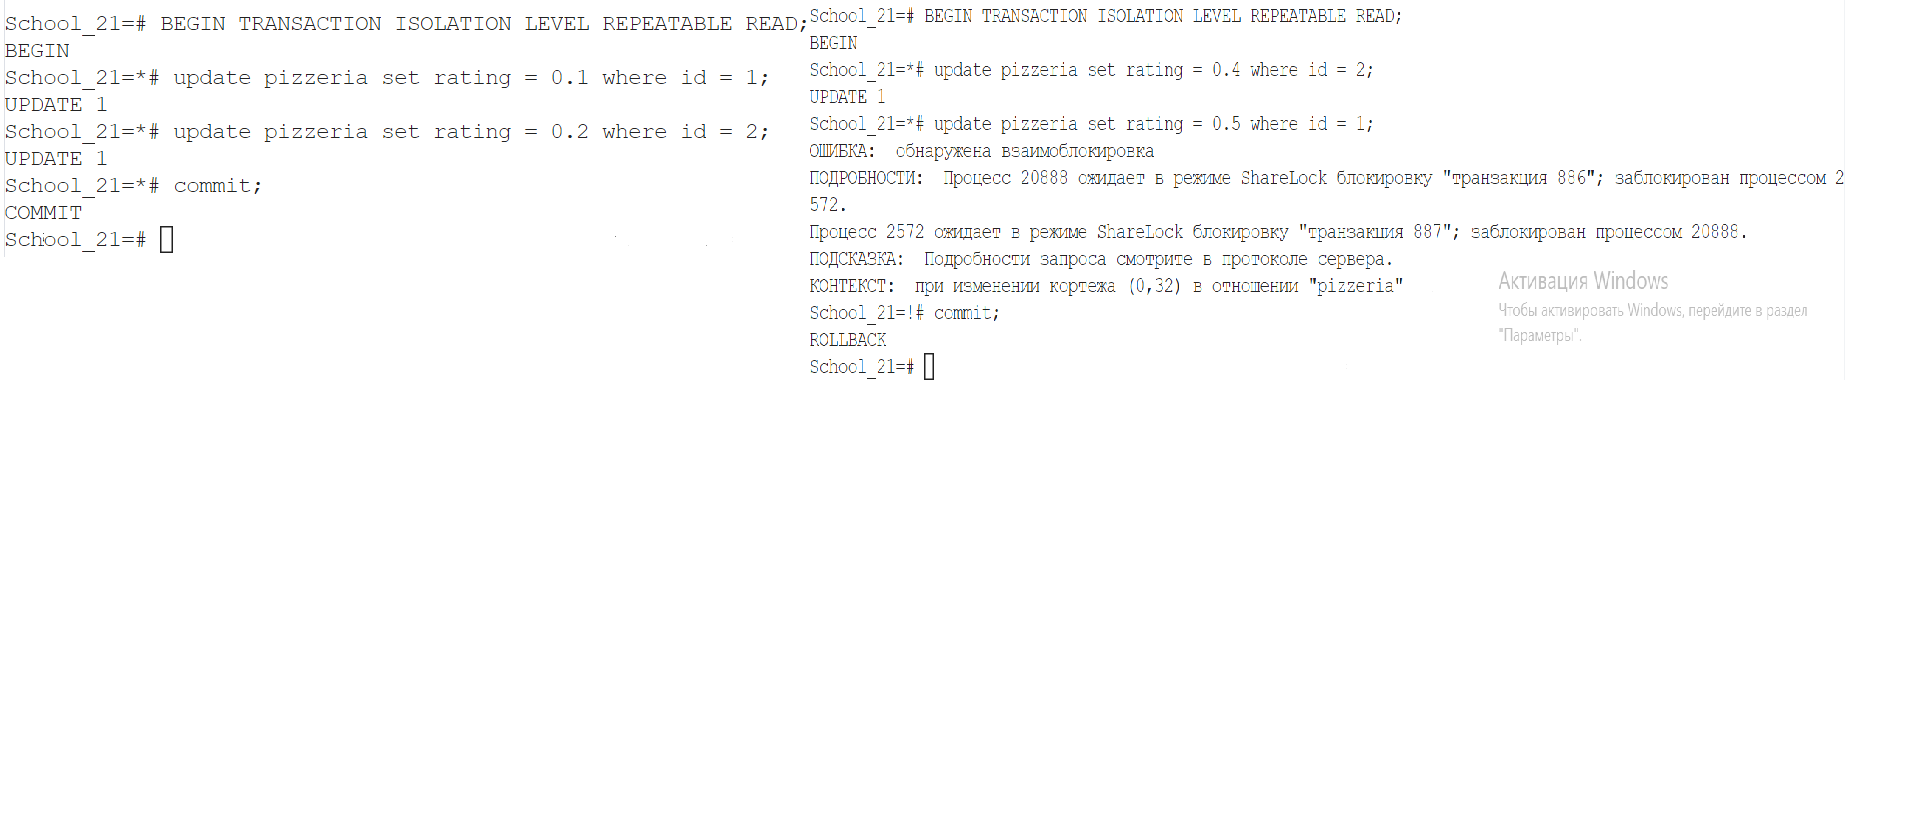 School_21=# BEGIN TRANSACTION ISOLATION LEVEL REPEATABLE READ;
BEGIN
School_21=*# update pizzeria set rating = 0.1 where id = 1;
UPDATE 1
School_21=*# update pizzeria set rating = 0.2 where id = 2;
UPDATE 1
School_21=*# commit;
COMMIT
School_21=#
School_21=# BEGIN TRANSACTION ISOLATION LEVEL REPEATABLE READ;
BEGIN
School_21=*# update pizzeria set rating = 0.4 where id = 2;
UPDATE 1
School_21=*# update pizzeria set rating = 0.5 where id = 1;
ОШИБКА:  обнаружена взаимоблокировка
ПОДРОБНОСТИ:  Процесс 20888 ожидает в режиме ShareLock блокировку "транзакция 886"; заблокирован процессом 2
572.
Процесс 2572 ожидает в режиме ShareLock блокировку "транзакция 887"; заблокирован процессом 20888.
ПОДСКАЗКА:  Подробности запроса смотрите в протоколе сервера.
КОНТЕКСТ:  при изменении кортежа (0,32) в отношении "pizzeria"
School_21=!# commit;
ROLLBACK
School_21=#
Активация Windows
Чтобы активировать Windows, перейдите в раздел
"Параметры".